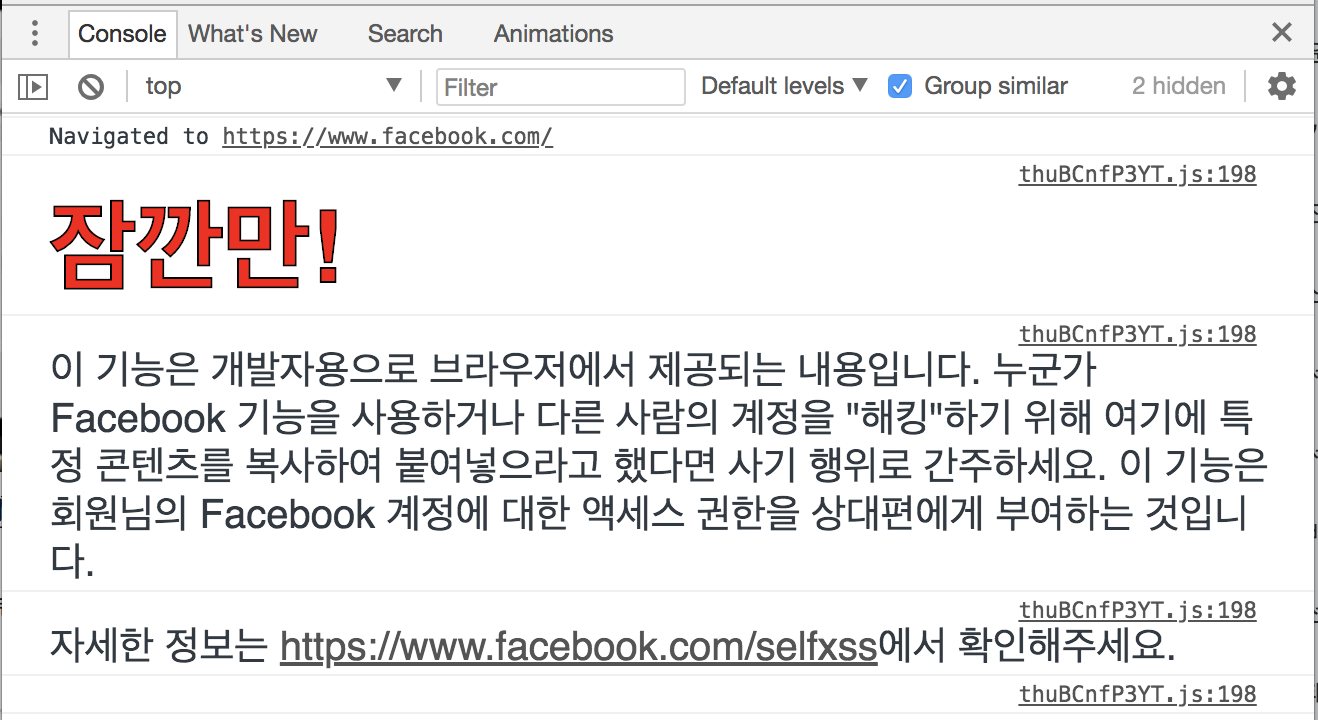 Console What's New Search Animations
top Filter Default levels Group similar 2 hidden
Navigated to https://www.facebook.com/
thuBCnfP3YT.js:198
잠깐만!
thuBCnfP3YT.js:198
이 기능은 개발자용으로 브라우저에서 제공되는 내용입니다. 누군가
Facebook 기능을 사용하거나 다른 사람의 계정을 "해킹"하기 위해 여기에 특
정 콘텐츠를 복사하여 붙여넣으라고 했다면 사기 행위로 간주하세요. 이 기능은
회원님의 Facebook 계정에 대한 액세스 권한을 상대편에게 부여하는 것입니
다.
thuBCnfP3YT.js:198
자세한 정보는 https://www.facebook.com/selfxss에서 확인해주세요.
thuBCnfP3YT.js:198